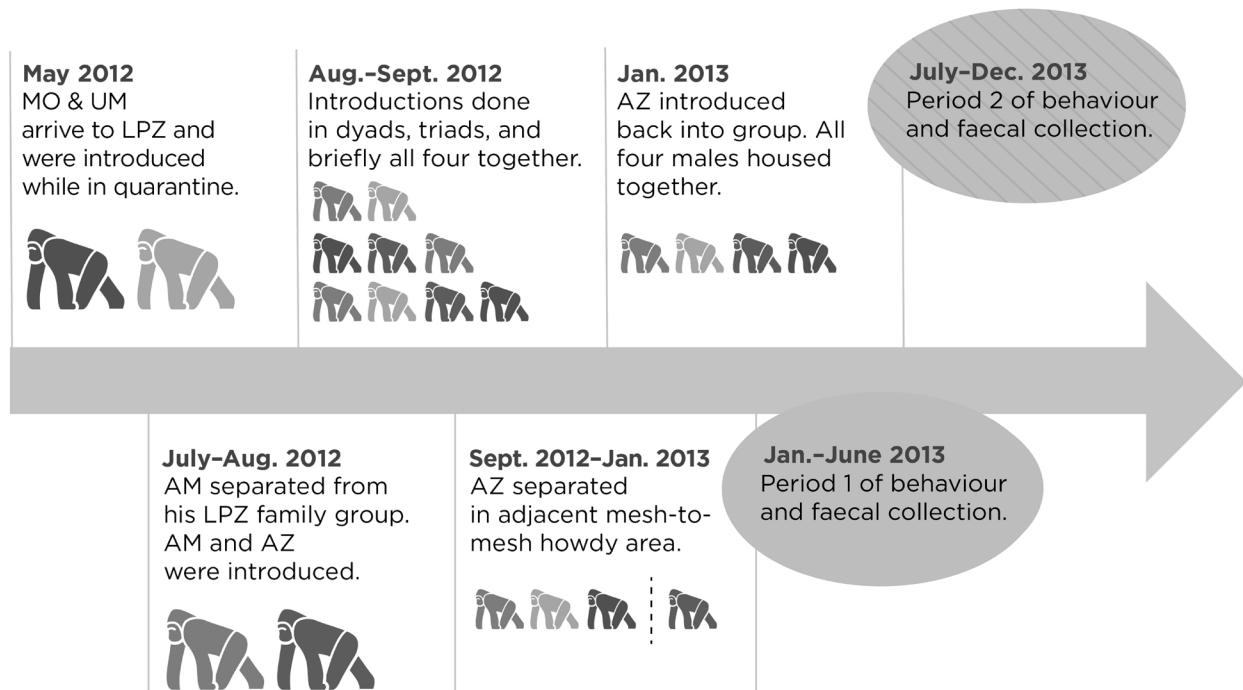 May 2012
MO & UM
arrive to LPZ and
were introduced
while in quarantine.
Aug.–Sept. 2012
Introductions done
in dyads, triads, and
briefly all four together.
Jan. 2013
AZ introduced
back into group. All
four males housed
together.
July–Dec. 2013
Period 2 of behaviour
and faecal collection.
July–Aug. 2012
AM separated from
his LPZ family group.
AM and AZ
were introduced.
Sept. 2012–Jan. 2013
AZ separated
in adjacent mesh-to-
mesh howdy area.
Jan.–June 2013
Period 1 of behaviour
and faecal collection.